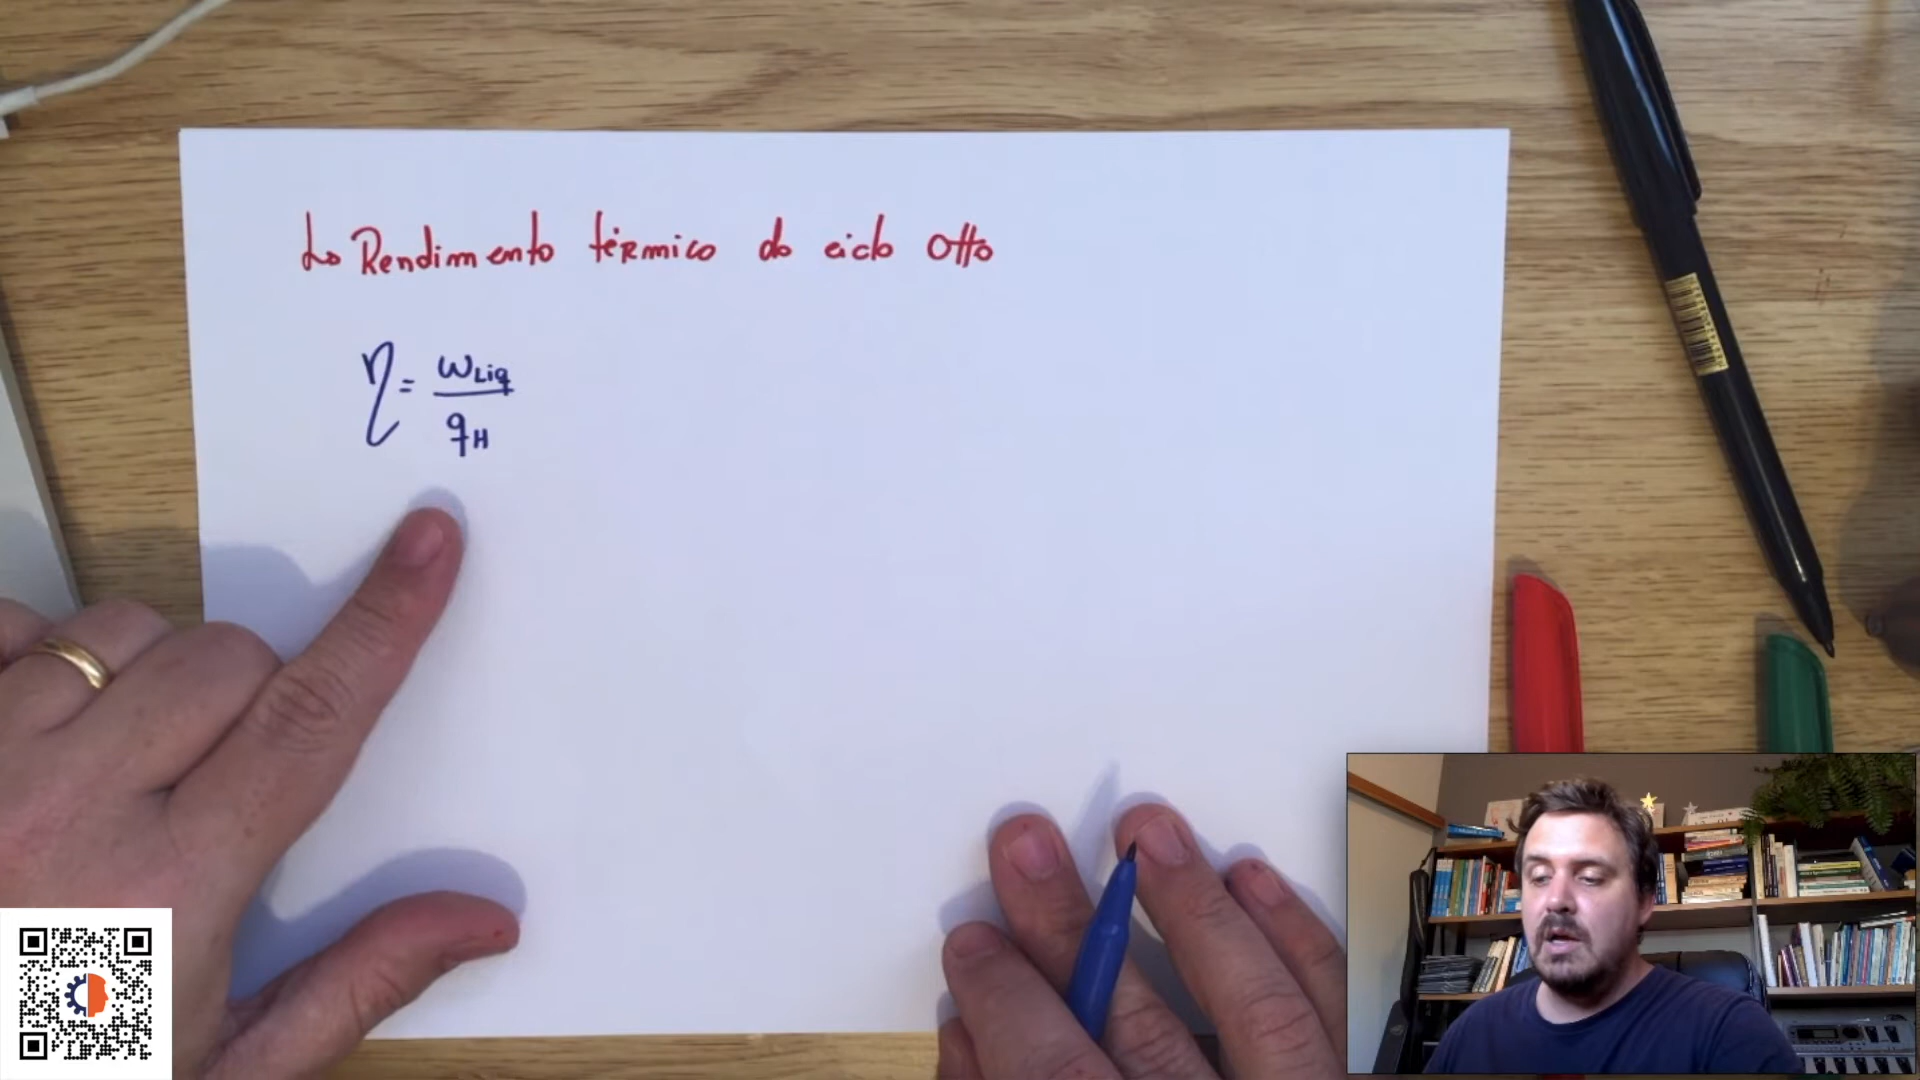 ↳ Rendimento térmico do ciclo Otto
η = wLiq / qH